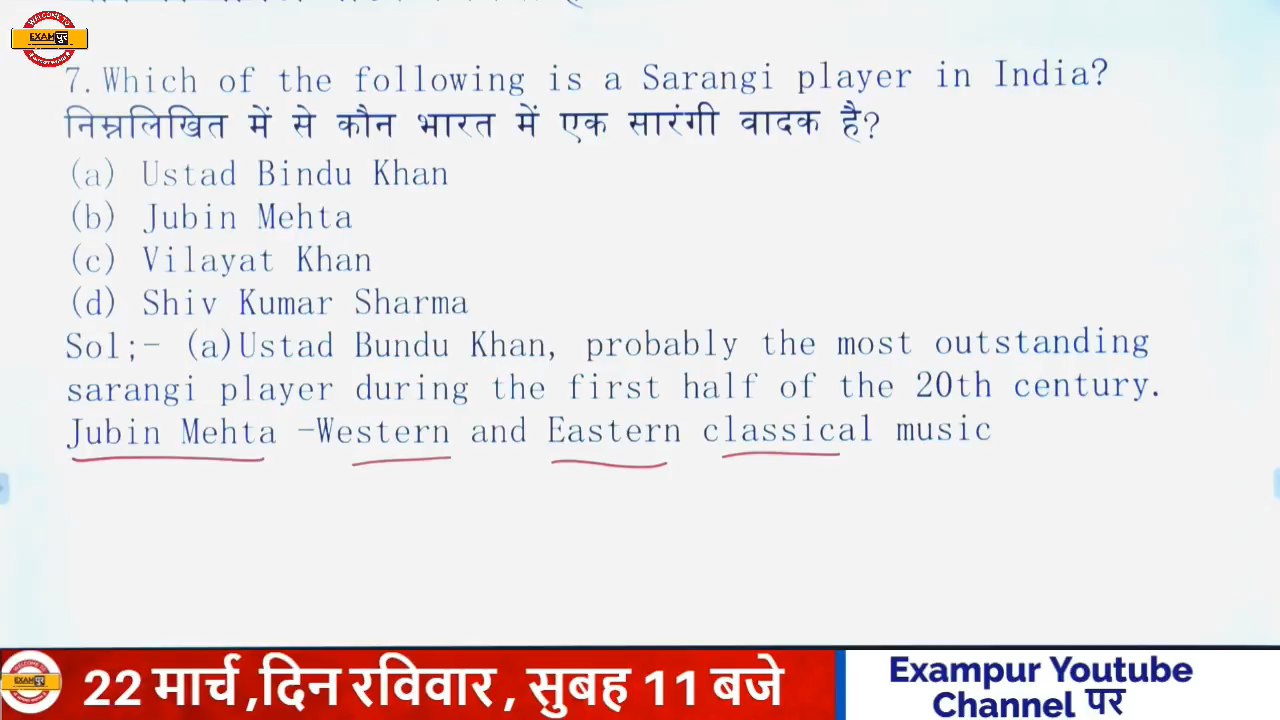 WELCOME TO
EXAMपुर
7.Which of the following is a Sarangi player in India?
निम्नलिखित में से कौन भारत में एक सारंगी वादक है?
(a) Ustad Bindu Khan
(b) Jubin Mehta
(c) Vilayat Khan
(d) Shiv Kumar Sharma
Sol;- (a)Ustad Bundu Khan, probably the most outstanding
sarangi player during the first half of the 20th century.
Jubin Mehta -Western and Eastern classical music
22 मार्च ,दिन रविवार , सुबह 11 बजे
Exampur Youtube
Channel पर